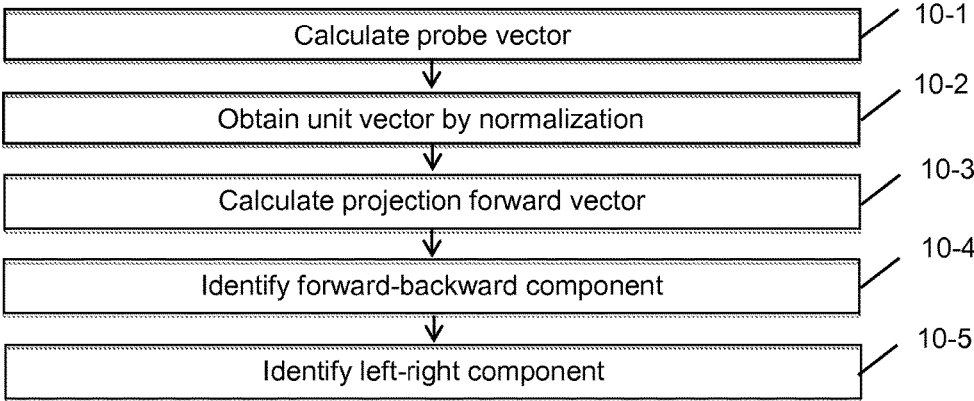 10-1
Calculate probe vector
10-2
Obtain unit vector by normalization
10-3
Calculate projection forward vector
10-4
Identify forward-backward component
10-5
Identify left-right component